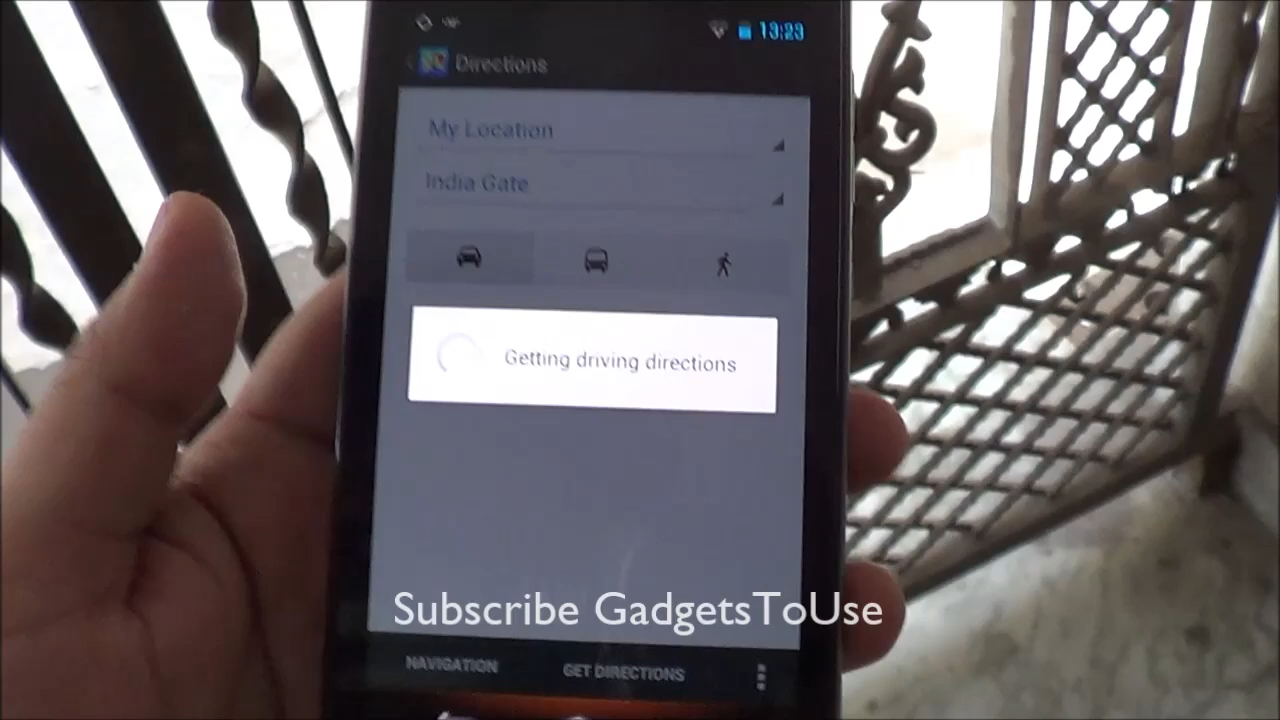 13:23
Directions
My Location
India Gate
Getting driving directions
Subscribe GadgetsToUse
NAVIGATION
GET DIRECTIONS